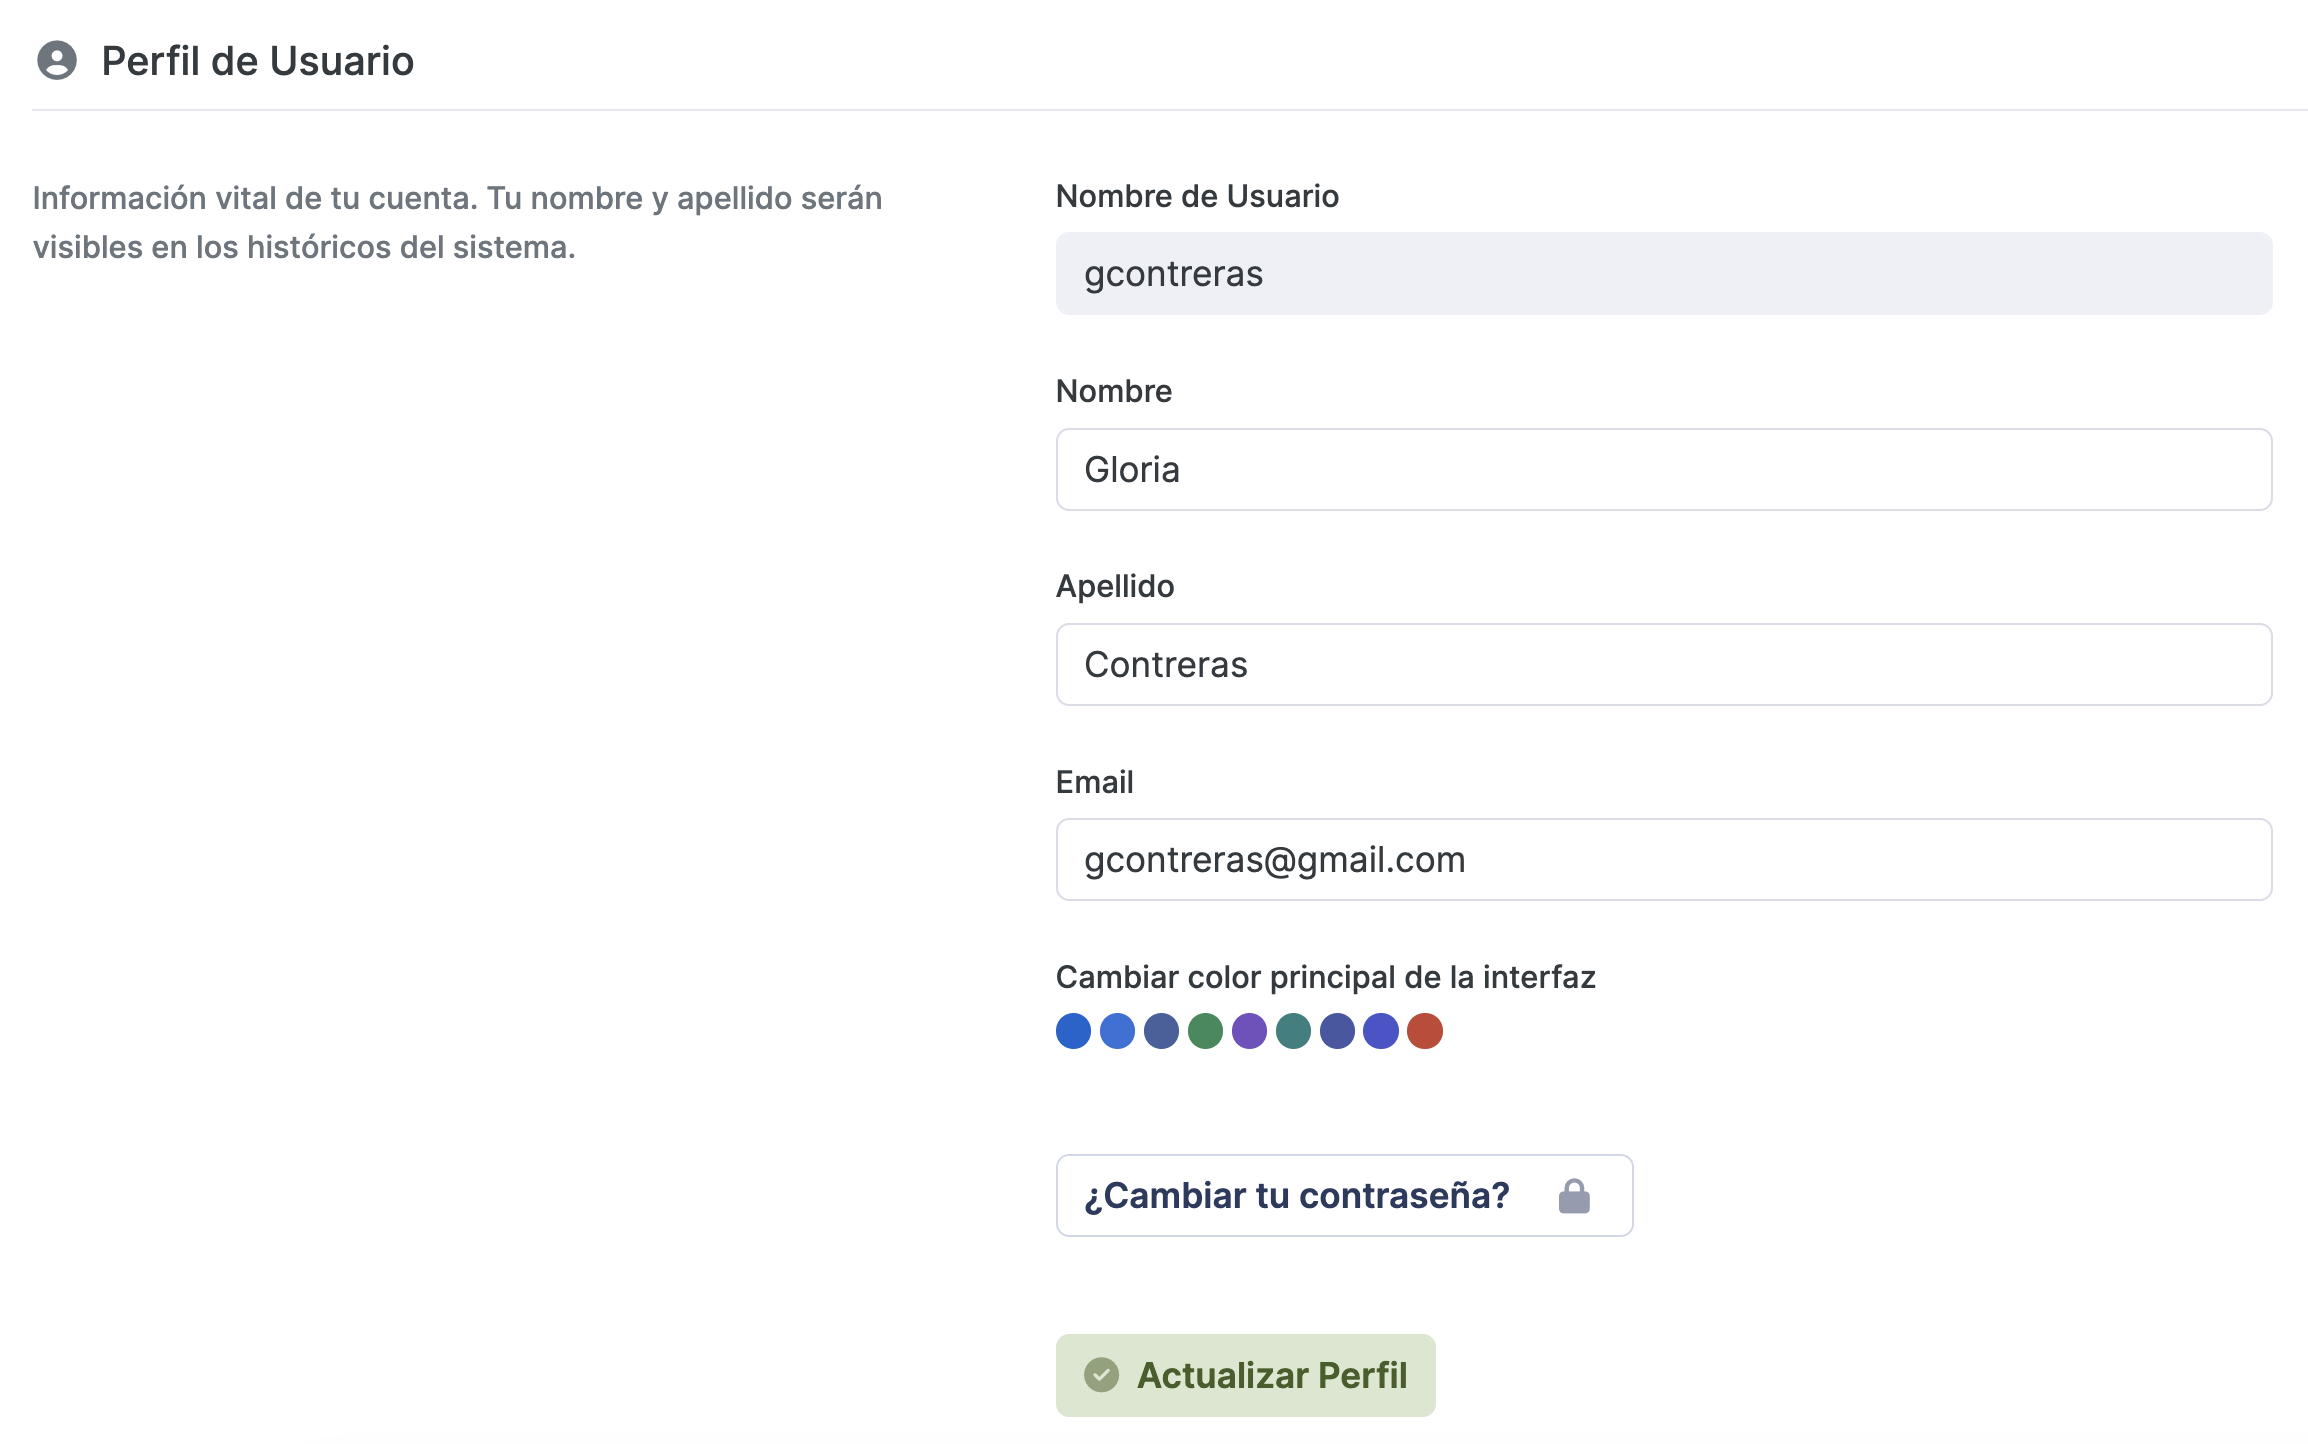 Perfil de Usuario
Información vital de tu cuenta. Tu nombre y apellido serán
visibles en los históricos del sistema.
Nombre de Usuario
gcontreras
Nombre
Gloria
Apellido
Contreras
Email
gcontreras@gmail.com
Cambiar color principal de la interfaz
¿Cambiar tu contraseña?
Actualizar Perfil